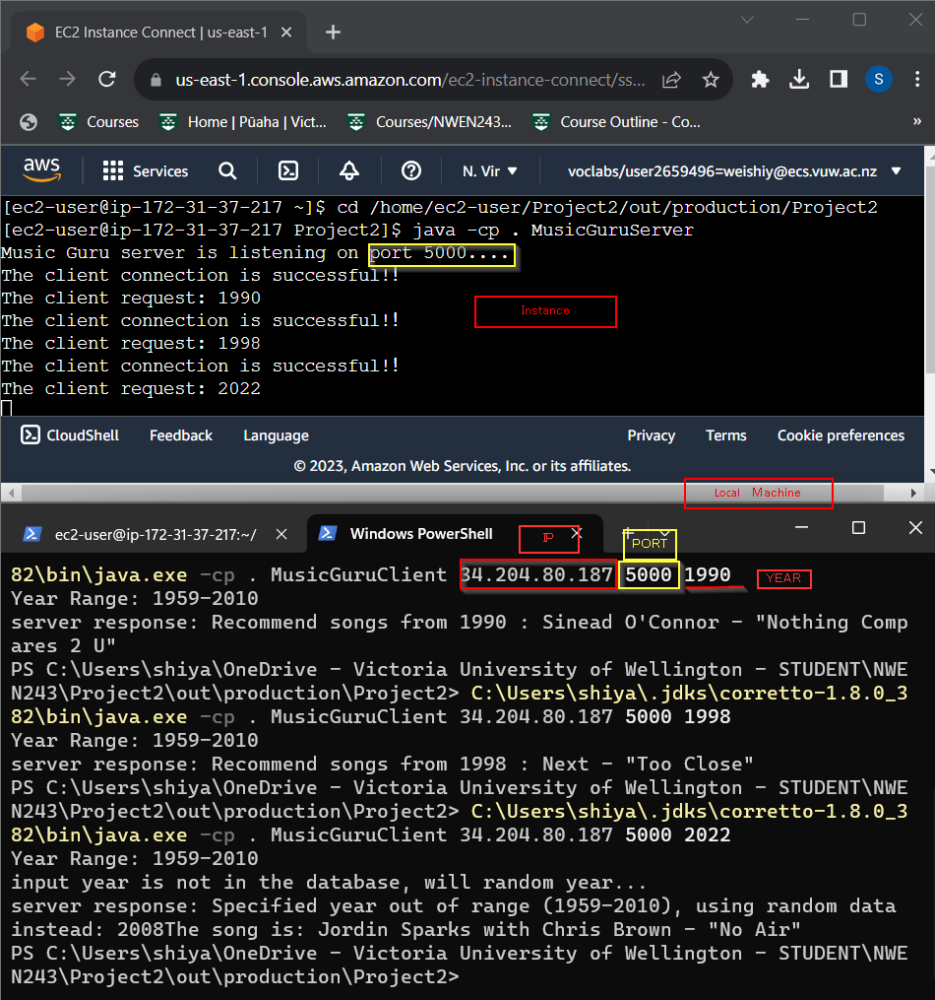 EC2 Instance Connect | us-east-1
us-east-1.console.aws.amazon.com/ec2-instance-connect/ss...
S
Courses
Home | Pūaha | Vict...
Courses/NWEN243...
Course Outline - Co...
»
aws
Services
N. Vir
voclabs/user2659496=weishiy@ecs.vuw.ac.nz
[ec2-user@ip-172-31-37-217 ~]$ cd /home/ec2-user/Project2/out/production/Project2
[ec2-user@ip-172-31-37-217 Project2]$ java -cp . MusicGuruServer
Music Guru server is listening on port 5000....
The client connection is successful!!
The client request: 1990
Instance
The client connection is successful!!
The client request: 1998
The client connection is successful!!
The client request: 2022
CloudShell
Feedback
Language
Privacy
Terms
Cookie preferences
© 2023, Amazon Web Services, Inc. or its affiliates.
Local Machine
ec2-user@ip-172-31-37-217:~/
Windows PowerShell
IP
PORT
82\bin\java.exe -cp . MusicGuruClient 34.204.80.187 5000 1990
YEAR
Year Range: 1959-2010
server response: Recommend songs from 1990 : Sinead O'Connor - "Nothing Comp
ares 2 U"
PS C:\Users\shiya\OneDrive - Victoria University of Wellington - STUDENT\NWE
N243\Project2\out\production\Project2> C:\Users\shiya\.jdks\corretto-1.8.0_3
82\bin\java.exe -cp . MusicGuruClient 34.204.80.187 5000 1998
Year Range: 1959-2010
server response: Recommend songs from 1998 : Next - "Too Close"
PS C:\Users\shiya\OneDrive - Victoria University of Wellington - STUDENT\NWE
N243\Project2\out\production\Project2> C:\Users\shiya\.jdks\corretto-1.8.0_3
82\bin\java.exe -cp . MusicGuruClient 34.204.80.187 5000 2022
Year Range: 1959-2010
input year is not in the database, will random year...
server response: Specified year out of range (1959-2010), using random data
instead: 2008The song is: Jordin Sparks with Chris Brown - "No Air"
PS C:\Users\shiya\OneDrive - Victoria University of Wellington - STUDENT\NWE
N243\Project2\out\production\Project2>